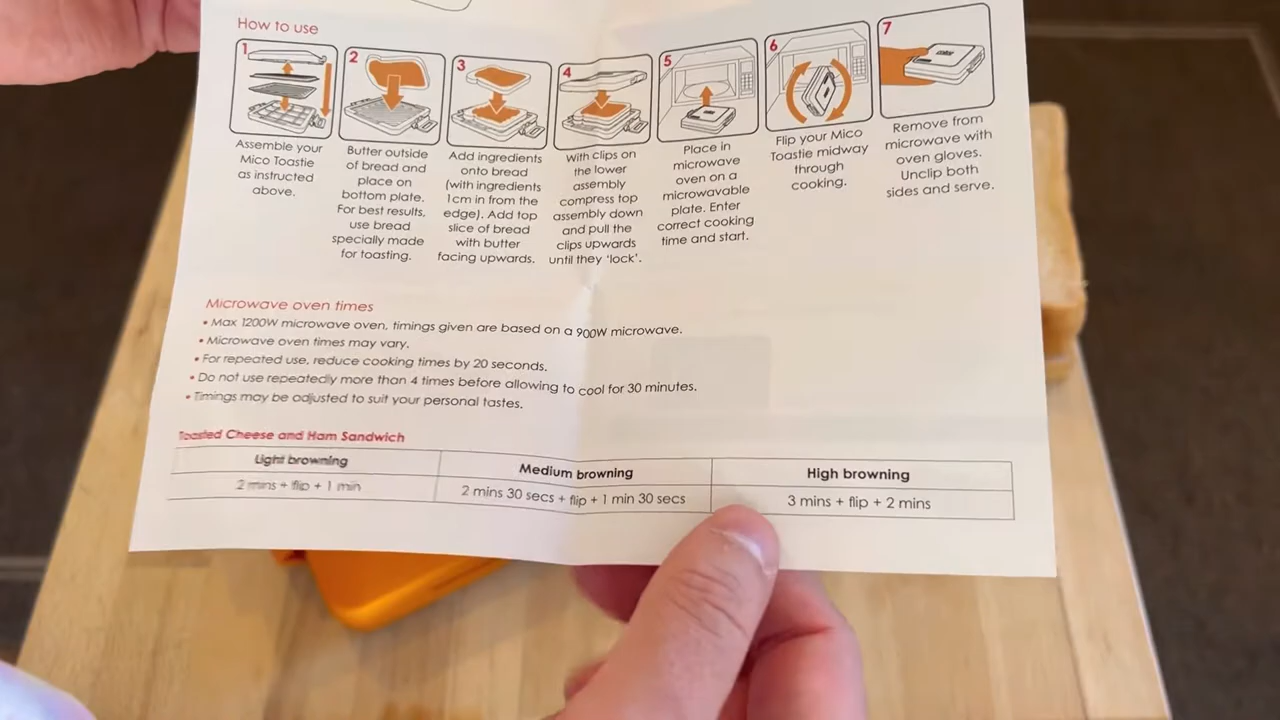 How to use
1
2
3
4
5
6
7
Assemble your
Mico Toastie
as instructed
above.
Butter outside
of bread and
place on
bottom plate.
For best results,
use bread
specially made
for toasting.
Add ingredients
onto bread
(with ingredients
1cm in from the
edge). Add top
slice of bread
with butter
facing upwards.
With clips on
the lower
assembly
compress top
assembly down
and pull the
clips upwards
until they 'lock'.
Place in
microwave
oven on a
microwavable
plate. Enter
correct cooking
time and start.
Flip your Mico
Toastie midway
through
cooking.
Remove from
microwave with
oven gloves.
Unclip both
sides and serve.
Microwave oven times
• Max 1200W microwave oven, timings given are based on a 900W microwave.
• Microwave oven times may vary.
• For repeated use, reduce cooking times by 20 seconds.
• Do not use repeatedly more than 4 times before allowing to cool for 30 minutes.
• Timings may be adjusted to suit your personal tastes.
Toasted Cheese and Ham Sandwich
Light browning
Medium browning
High browning
2 mins + flip + 1 min
2 mins 30 secs + flip + 1 min 30 secs
3 mins + flip + 2 mins